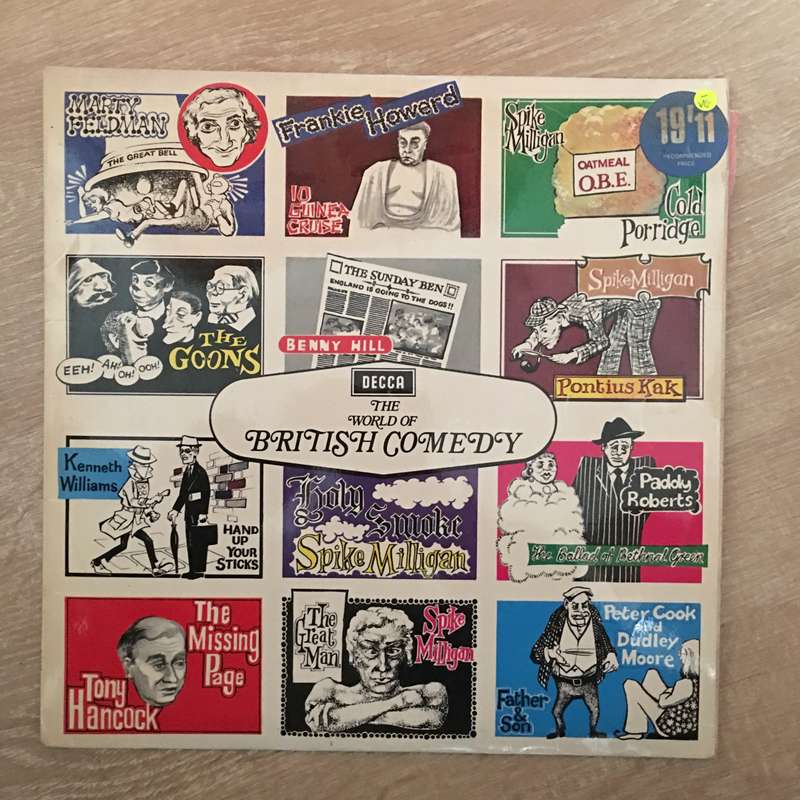 MARTY
FELDMAN
THE GREAT BELL
Frankie Howerd
10
GUINEA
CRUISE
Spike
Milligan
OATMEAL
O.B.E.
Cold
Porridge
19'11
RECOMMENDED
PRICE
THE
GOONS
EEH! AH! OH! OOH!
THE SUNDAY BEN
ENGLAND IS GOING TO THE DOGS!!
BENNY HILL
Spike Milligan
Pontius Kak
DECCA
THE
WORLD OF
BRITISH COMEDY
Kenneth
Williams
HAND
UP
YOUR
STICKS
Holy
Smoke
Spike Milligan
Paddy
Roberts
The Ballad of Bethnal Green
The
Missing
Page
Tony
Hancock
The
Great
Man
Spike
Milligan
Peter Cook
and
Dudley
Moore
Father
& Son